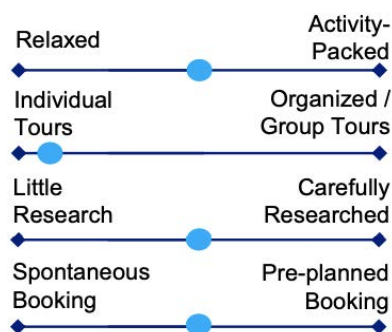 Relaxed
Activity-
Packed
Individual
Tours
Organized /
Group Tours
Little
Research
Carefully
Researched
Spontaneous
Booking
Pre-planned
Booking